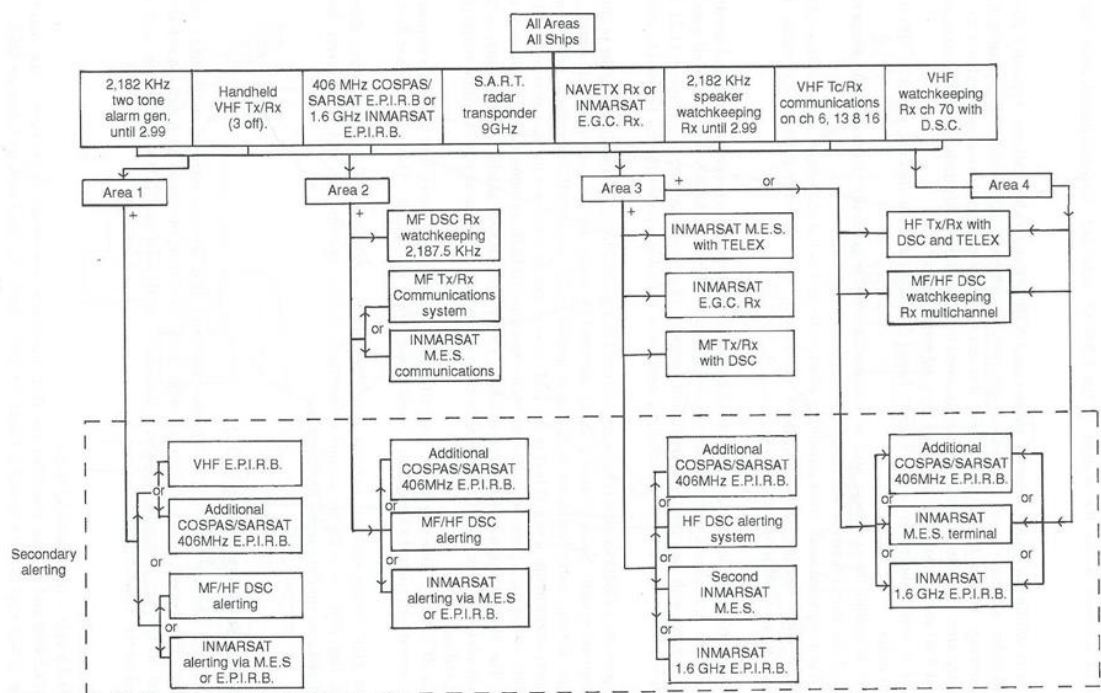 All Areas
All Ships
2,182 KHz
two tone
alarm gen.
until 2.99
Handheld
VHF Tx/Rx
(3 off).
406 MHz COSPAS/
SARSAT E.P.I.R.B or
1.6 GHz INMARSAT
E.P.I.R.B.
S.A.R.T.
radar
transponder
9GHz
NAVETX Rx or
INMARSAT
E.G.C. Rx.
2,182 KHz
speaker
watchkeeping
Rx until 2.99
VHF Tc/Rx
communications
on ch 6, 13 8 16
VHF
watchkeeping
Rx ch 70 with
D.S.C.
Area 1
+
Area 2
+
Area 3
+
+
or
Area 4
MF DSC Rx
watchkeeping
2,187.5 KHz
MF Tx/Rx
Communications
system
or
INMARSAT
M.E.S.
communications
INMARSAT M.E.S.
with TELEX
INMARSAT
E.G.C. Rx
MF Tx/Rx
with DSC
HF Tx/Rx with
DSC and TELEX
MF/HF DSC
watchkeeping
Rx multichannel
Secondary
alerting
VHF E.P.I.R.B.
or
Additional
COSPAS/SARSAT
406MHz E.P.I.R.B.
or
MF/HF DSC
alerting
or
INMARSAT
alerting via M.E.S
or E.P.I.R.B.
Additional
COSPAS/SARSAT
406MHz E.P.I.R.B.
or
MF/HF DSC
alerting
or
INMARSAT
alerting via M.E.S
or E.P.I.R.B.
Additional
COSPAS/SARSAT
406MHz E.P.I.R.B.
or
HF DSC alerting
system
or
Second
INMARSAT
M.E.S.
or
INMARSAT
1.6 GHz E.P.I.R.B.
Additional
COSPAS/SARSAT
406MHz E.P.I.R.B.
or
or
INMARSAT
M.E.S. terminal
or
or
INMARSAT
1.6 GHz E.P.I.R.B.